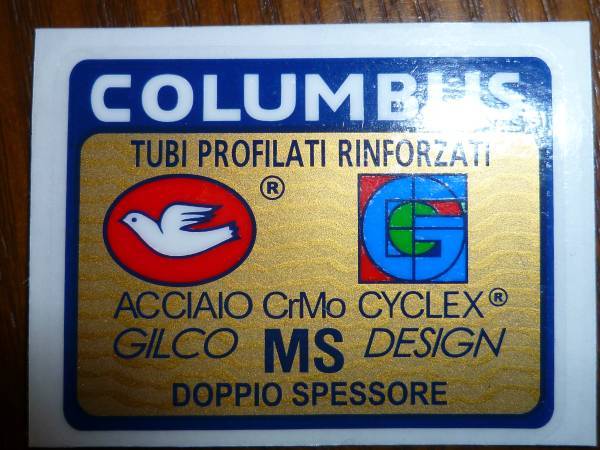 COLUMBUS
TUBI PROFILATI RINFORZATI
®
G
ACCIAIO CrMo CYCLEX®
GILCO MS DESIGN
DOPPIO SPESSORE